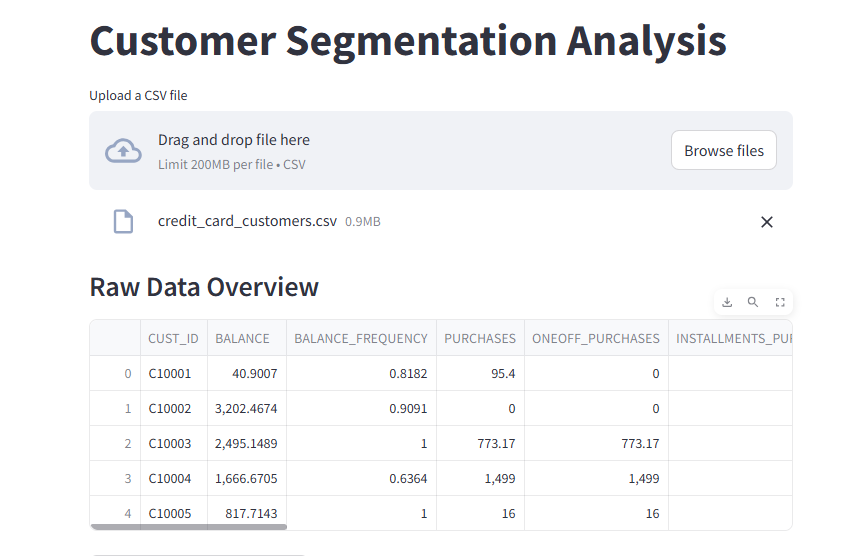 Customer Segmentation Analysis
Upload a CSV file
Drag and drop file here
Limit 200MB per file • CSV
Browse files
credit_card_customers.csv 0.9MB
Raw Data Overview
CUST_ID BALANCE BALANCE_FREQUENCY PURCHASES ONEOFF_PURCHASES INSTALLMENTS_PUR
0 C10001 40.9007 0.8182 95.4 0
1 C10002 3,202.4674 0.9091 0 0
2 C10003 2,495.1489 1 773.17 773.17
3 C10004 1,666.6705 0.6364 1,499 1,499
4 C10005 817.7143 1 16 16